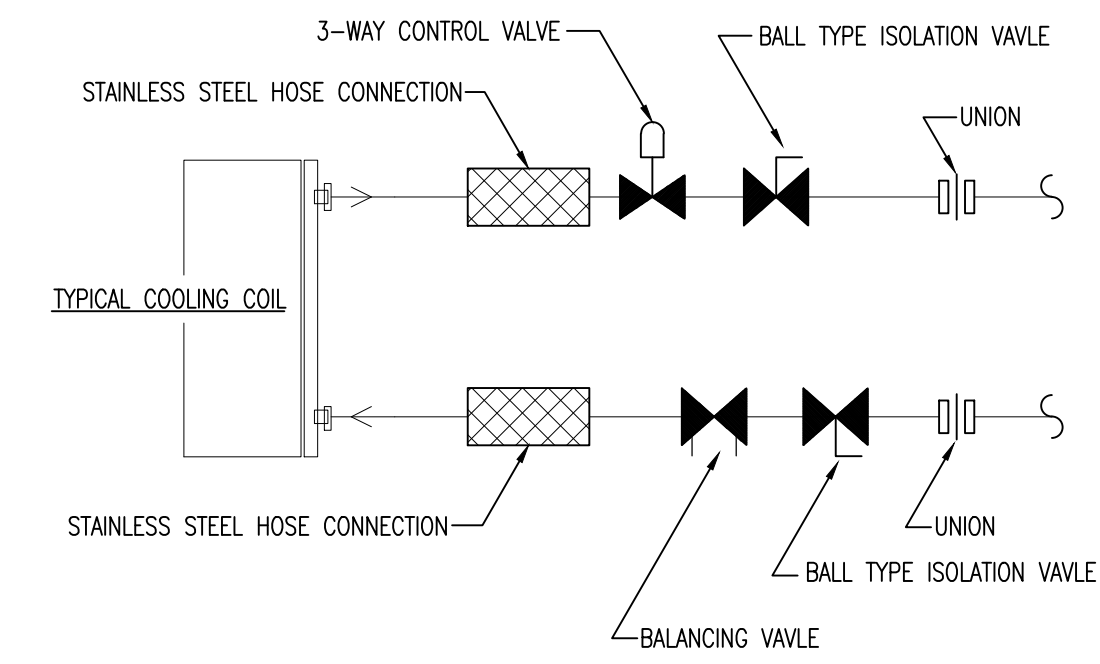 3-WAY CONTROL VALVE
BALL TYPE ISOLATION VAVLE
STAINLESS STEEL HOSE CONNECTION
UNION
TYPICAL COOLING COIL
STAINLESS STEEL HOSE CONNECTION
UNION
BALL TYPE ISOLATION VAVLE
BALANCING VAVLE